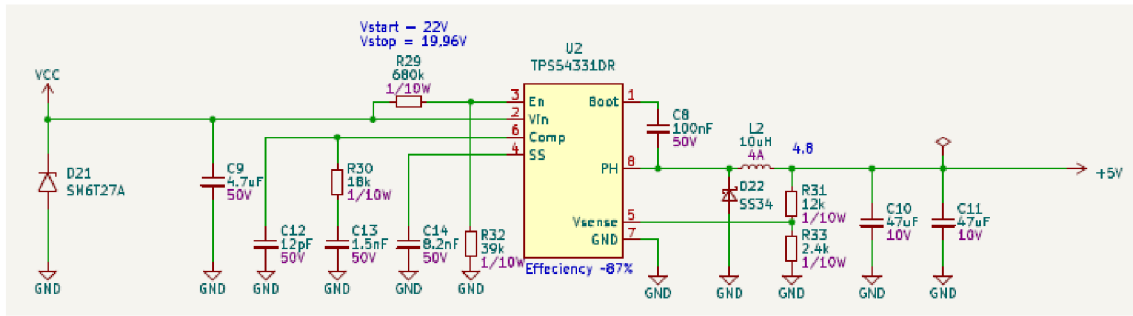 Vstart - 22V
Vstop = 19,96V
U2
TPS54331DR
R29
680k
1/10W
VCC
3 En
Boot 1
2 Vin
6 Comp
4 SS
C8
100nF
50V
L2
10uH
4A
4.8
PH 8
+5V
D21
SM6T27A
C9
4.7uF
50V
R30
18k
1/10W
D22
SS34
R31
12k
1/10W
Vsense 5
GND 7
C12
12pF
50V
C13
1.5nF
50V
C14
8.2nF
50V
R32
39k
1/10W
R33
2.4k
1/10W
C10
47uF
10V
C11
47uF
10V
Effeciency -87%
GND
GND
GND
GND
GND
GND
GND
GND
GND
GND
GND